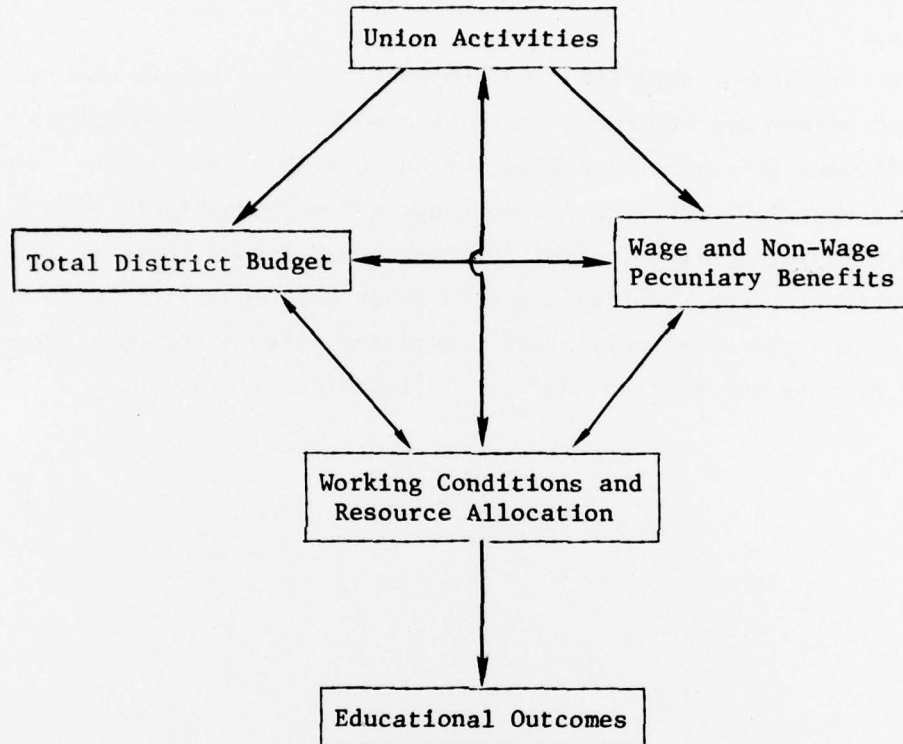 Union Activities
Total District Budget
Wage and Non-Wage
Pecuniary Benefits
Working Conditions and
Resource Allocation
Educational Outcomes